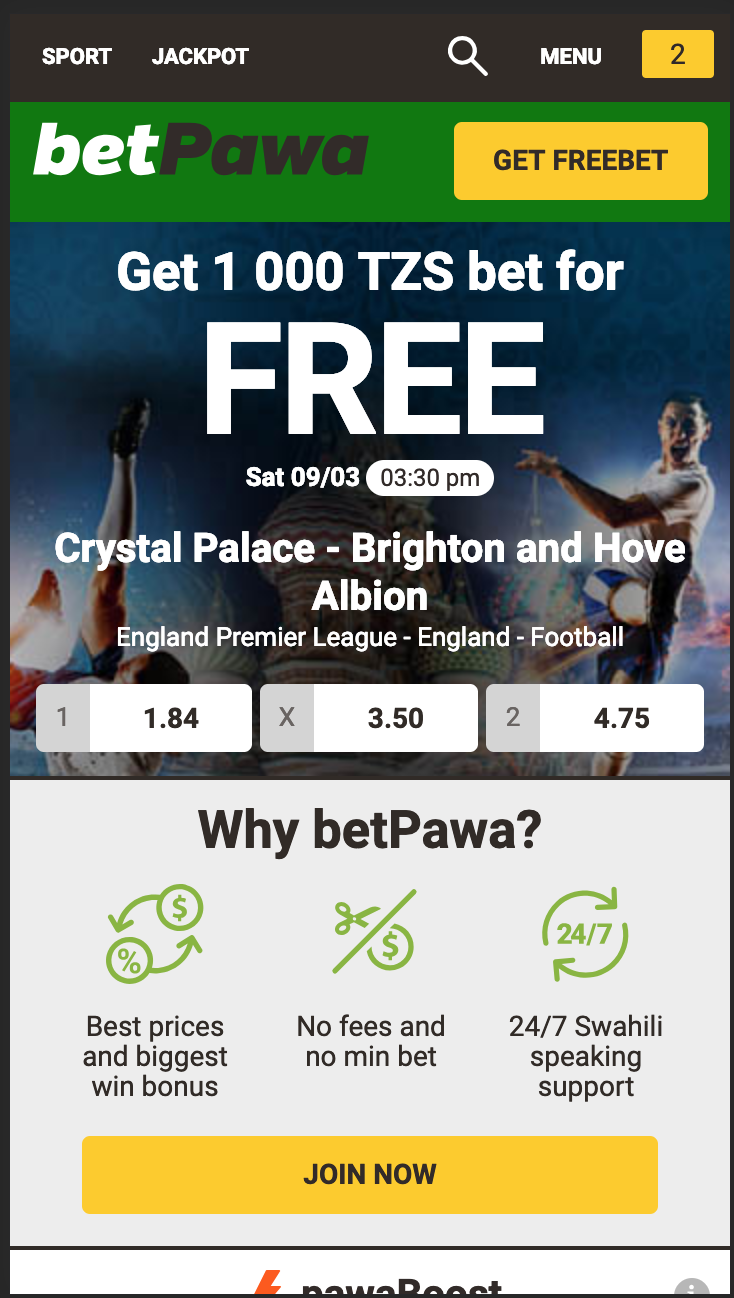 SPORT JACKPOT MENU 2
betPawa GET FREEBET
Get 1 000 TZS bet for
FREE
Sat 09/03 03:30 pm
Crystal Palace - Brighton and Hove
Albion
England Premier League - England - Football
1 1.84 X 3.50 2 4.75
Why betPawa?
$ % $ 24/7
Best prices
and biggest
win bonus
No fees and
no min bet
24/7 Swahili
speaking
support
JOIN NOW
pawaBoost i